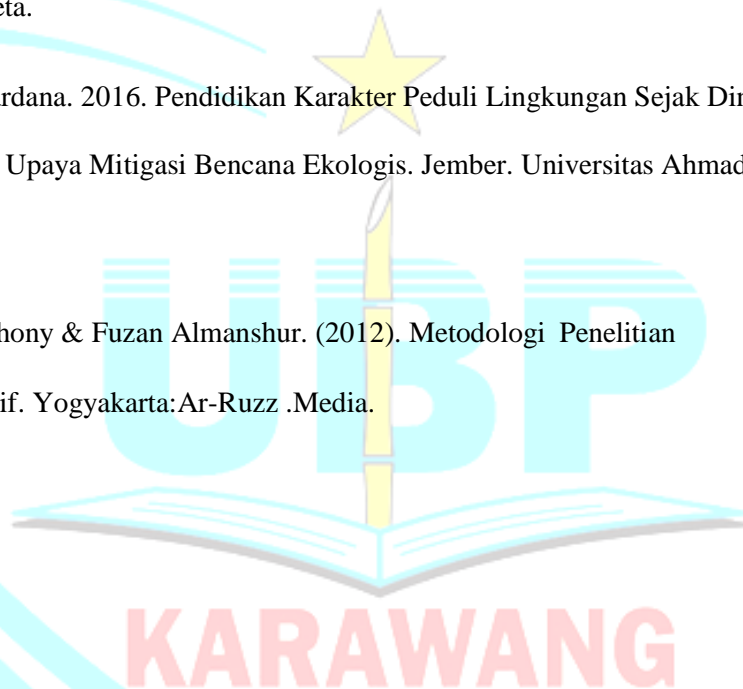 eta.
ardana. 2016. Pendidikan Karakter Peduli Lingkungan Sejak Din
Upaya Mitigasi Bencana Ekologis. Jember. Universitas Ahmad
UBP
hony & Fuzan Almanshur. (2012). Metodologi Penelitian
if. Yogyakarta:Ar-Ruzz .Media.
KARAWANG